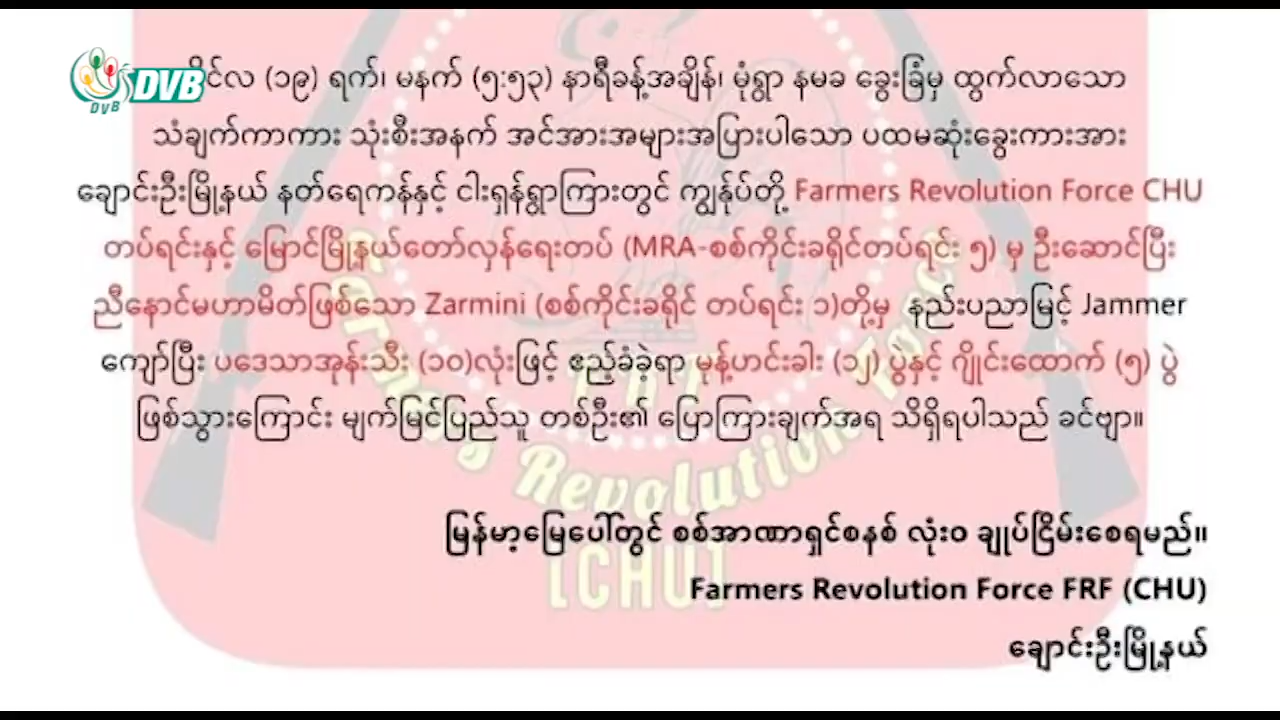 DVB
DVB
ိုင်လ (၁၉) ရက်၊ မနက် (၅:၅၃) နာရီခန့်အချိန်၊ မုံရွာ နမခ ခွေးခြံမှ ထွက်လာသော
သံချက်ကာကား သုံးစီးအနက် အင်အားအများအပြားပါသော ပထမဆုံးခွေးကားအား
ချောင်းဦးမြို့နယ် နတ်ရေကန်နှင့် ငါးရှန်ရွာကြားတွင် ကျွန်ုပ်တို့ Farmers Revolution Force CHU
တပ်ရင်းနှင့် မြောင်မြို့နယ်တော်လှန်ရေးတပ် (MRA-စစ်ကိုင်းခရိုင်တပ်ရင်း ၅) မှ ဦးဆောင်ပြီး
ညီနောင်မဟာမိတ်ဖြစ်သော Zarmini (စစ်ကိုင်းခရိုင် တပ်ရင်း ၁)တို့မှ နည်းပညာမြင့် Jammer
ကျော်ပြီး ပဒေသာအုန်းသီး (၁၀)လုံးဖြင့် ဧည့်ခံခဲ့ရာ မုန့်ဟင်းခါး (၁၂) ပွဲနှင့် ဂျိုင်းထောက် (၅) ပွဲ
ဖြစ်သွားကြောင်း မျက်မြင်ပြည်သူ တစ်ဦး၏ ပြောကြားချက်အရ သိရှိရပါသည် ခင်ဗျာ။
Farmers Revolution Force
မြန်မာ့မြေပေါ်တွင် စစ်အာဏာရှင်စနစ် လုံးဝ ချုပ်ငြိမ်းစေရမည်။
[CHU]
Farmers Revolution Force FRF (CHU)
ချောင်းဦးမြို့နယ်